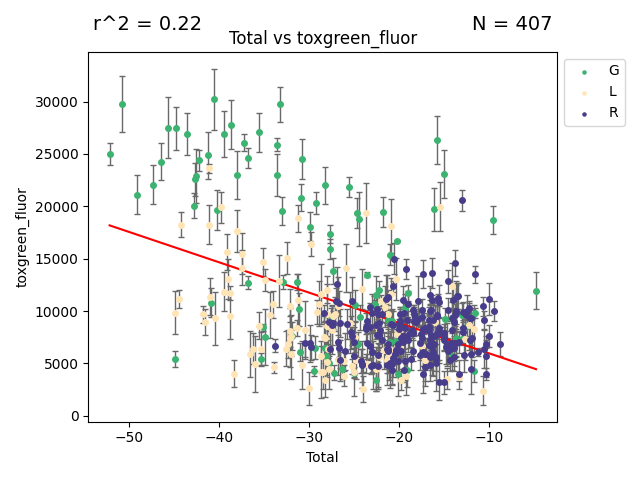 r^2 = 0.22
N = 407
Total vs toxgreen_fluor
G
L
R
30000
25000
20000
15000
10000
5000
0
toxgreen_fluor
−50
−40
−30
−20
−10
Total